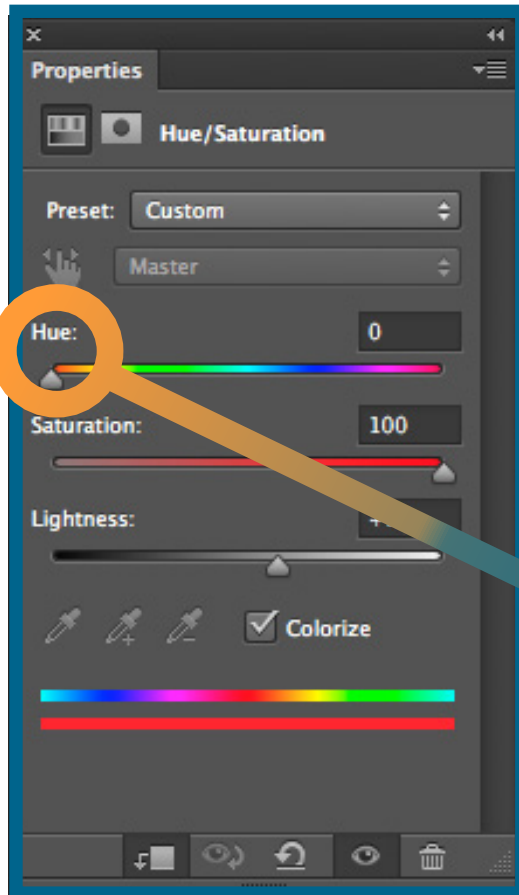 Properties
Hue/Saturation
Preset: Custom
Master
Hue: 0
Saturation: 100
Lightness:
Colorize